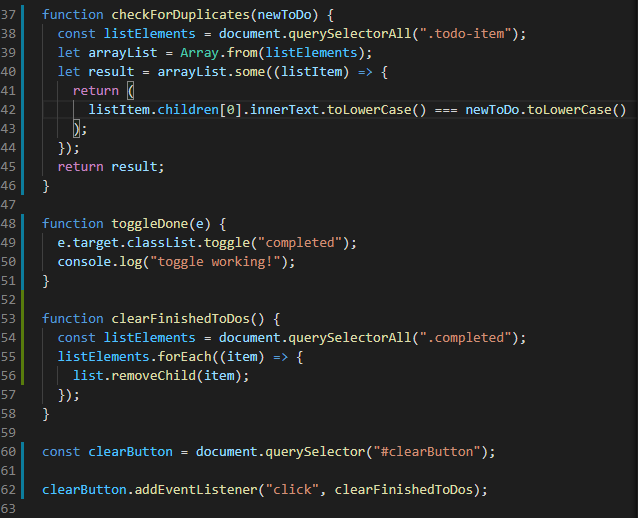 37 function checkForDuplicates(newToDo) {
38   const listElements = document.querySelectorAll(".todo-item");
39   let arrayList = Array.from(listElements);
40   let result = arrayList.some((listItem) => {
41     return (
42       listItem.children[0].innerText.toLowerCase() === newToDo.toLowerCase()
43     );
44   });
45   return result;
46 }
47
48 function toggleDone(e) {
49   e.target.classList.toggle("completed");
50   console.log("toggle working!");
51 }
52
53 function clearFinishedToDos() {
54   const listElements = document.querySelectorAll(".completed");
55   listElements.forEach((item) => {
56     list.removeChild(item);
57   });
58 }
59
60 const clearButton = document.querySelector("#clearButton");
61
62 clearButton.addEventListener("click", clearFinishedToDos);
63